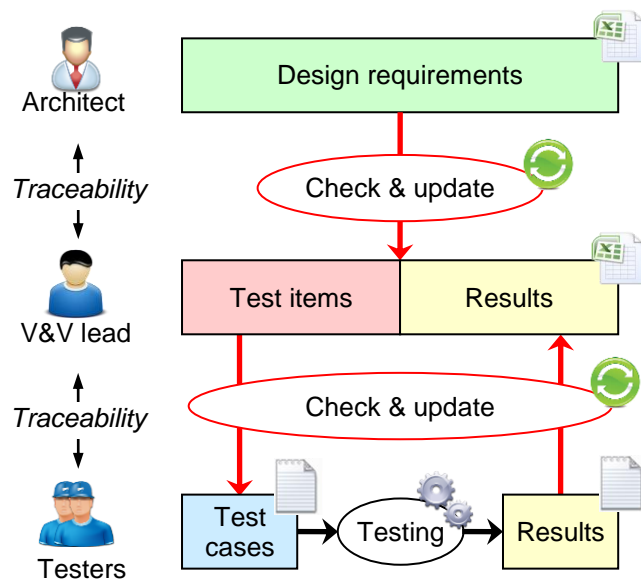 Architect
Design requirements
Traceability
Check & update
V&V lead
Test items
Results
Traceability
Check & update
Testers
Test
cases
Testing
Results